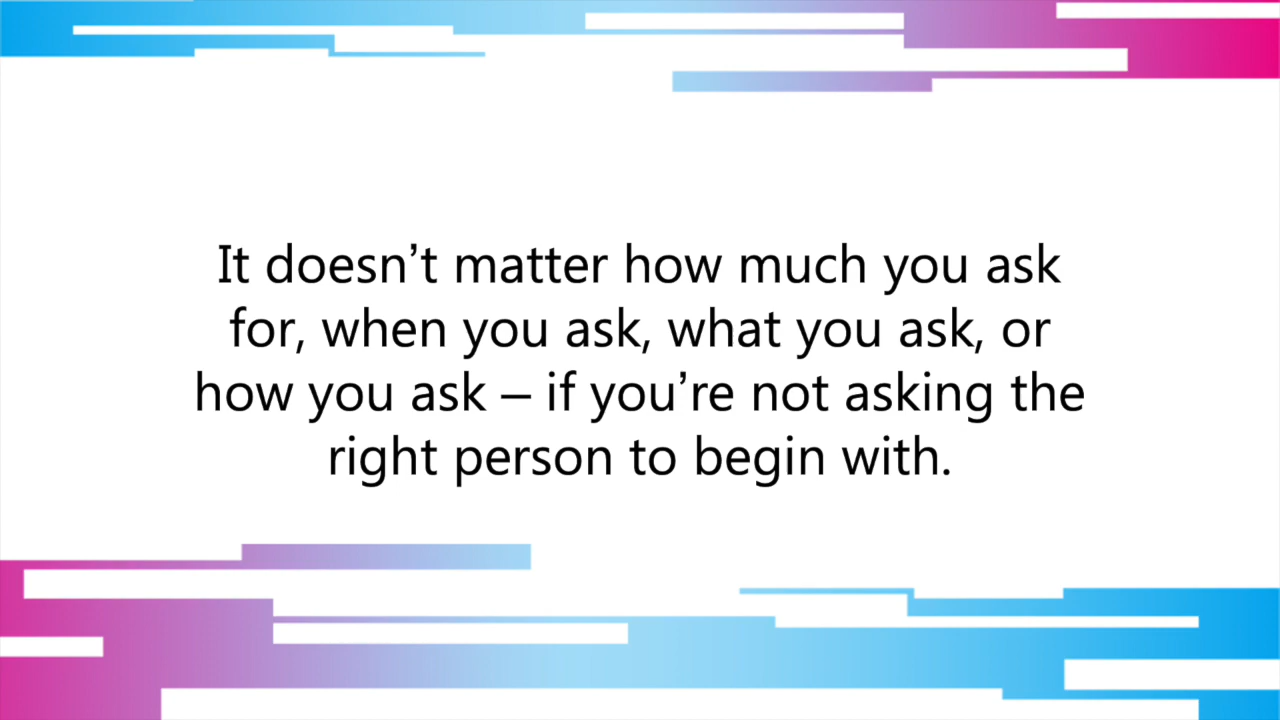 It doesn’t matter how much you ask
for, when you ask, what you ask, or
how you ask – if you’re not asking the
right person to begin with.